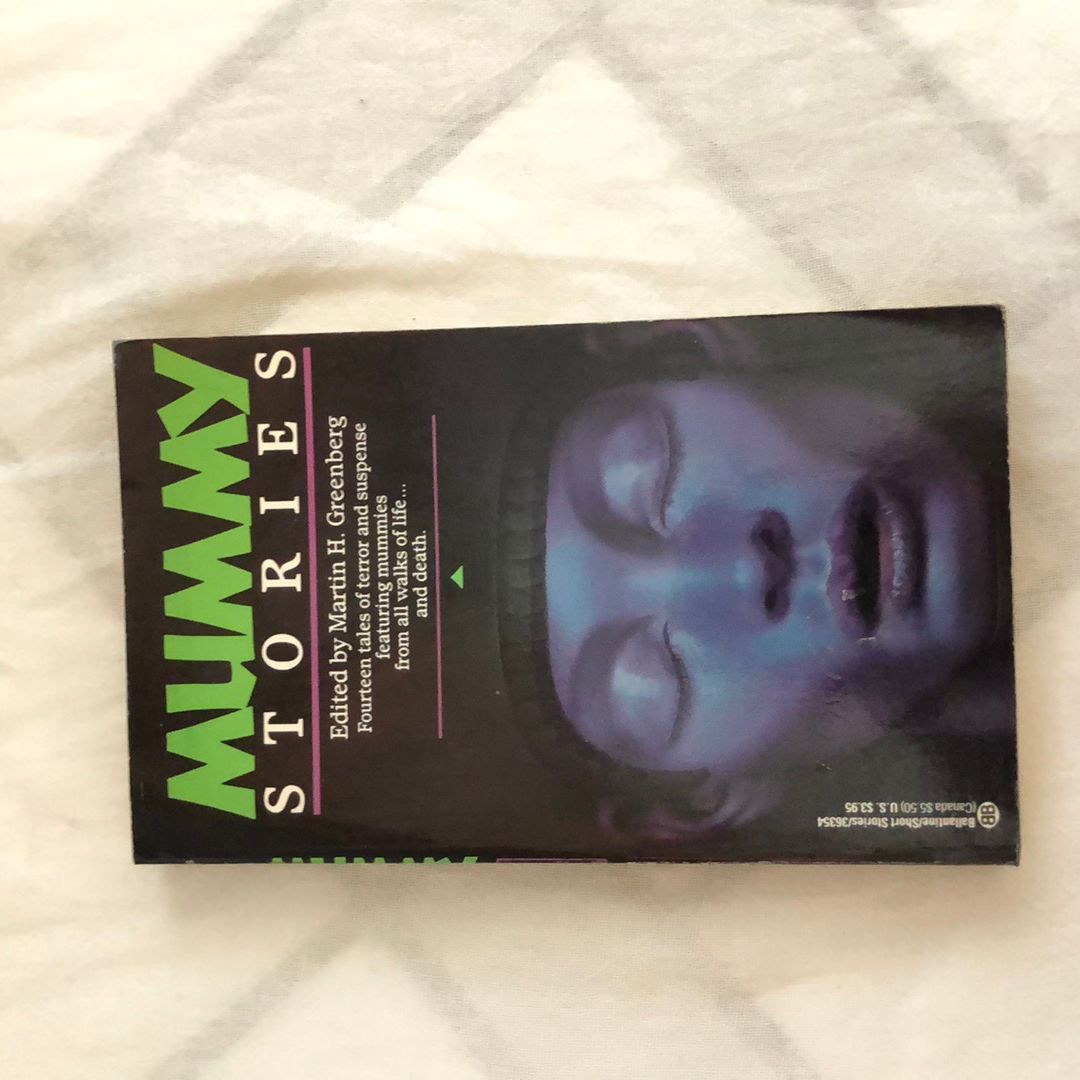 MUMMY
STORIES
Edited by Martin H. Greenberg
Fourteen tales of terror and suspense
featuring mummies
from all walks of life...
and death.
BB
Ballantine/Short Stories/36354
(Canada $5.50) U.S. $3.95